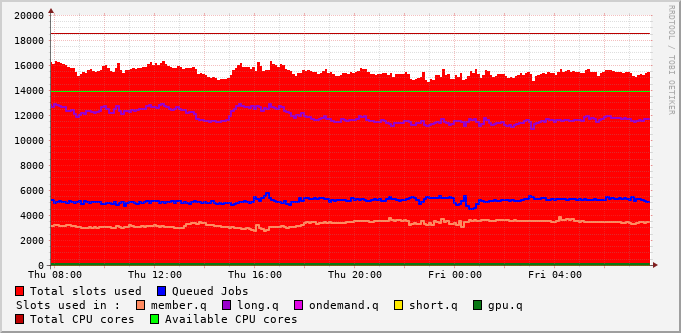 20000
18000
16000
14000
12000
10000
8000
6000
4000
2000
0
Thu 08:00 Thu 12:00 Thu 16:00 Thu 20:00 Fri 00:00 Fri 04:00
RRDTOOL / TOBI OETIKER
Total slots used Queued Jobs
Slots used in : member.q long.q ondemand.q short.q gpu.q
Total CPU cores Available CPU cores